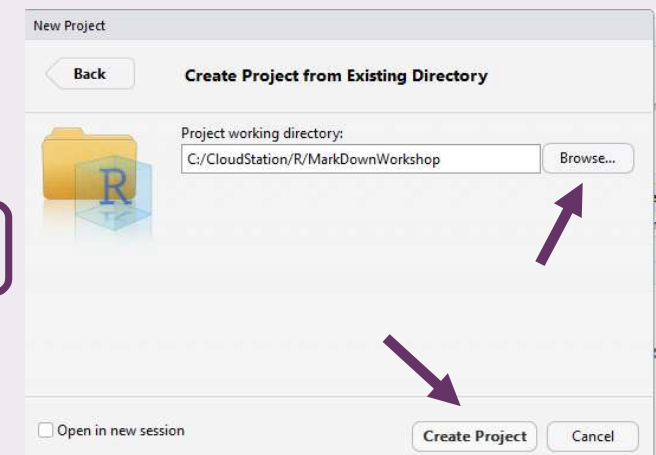 New Project
Back
Create Project from Existing Directory
Project working directory:
C:/CloudStation/R/MarkDownWorkshop
Browse...
R
Open in new session
Create Project
Cancel